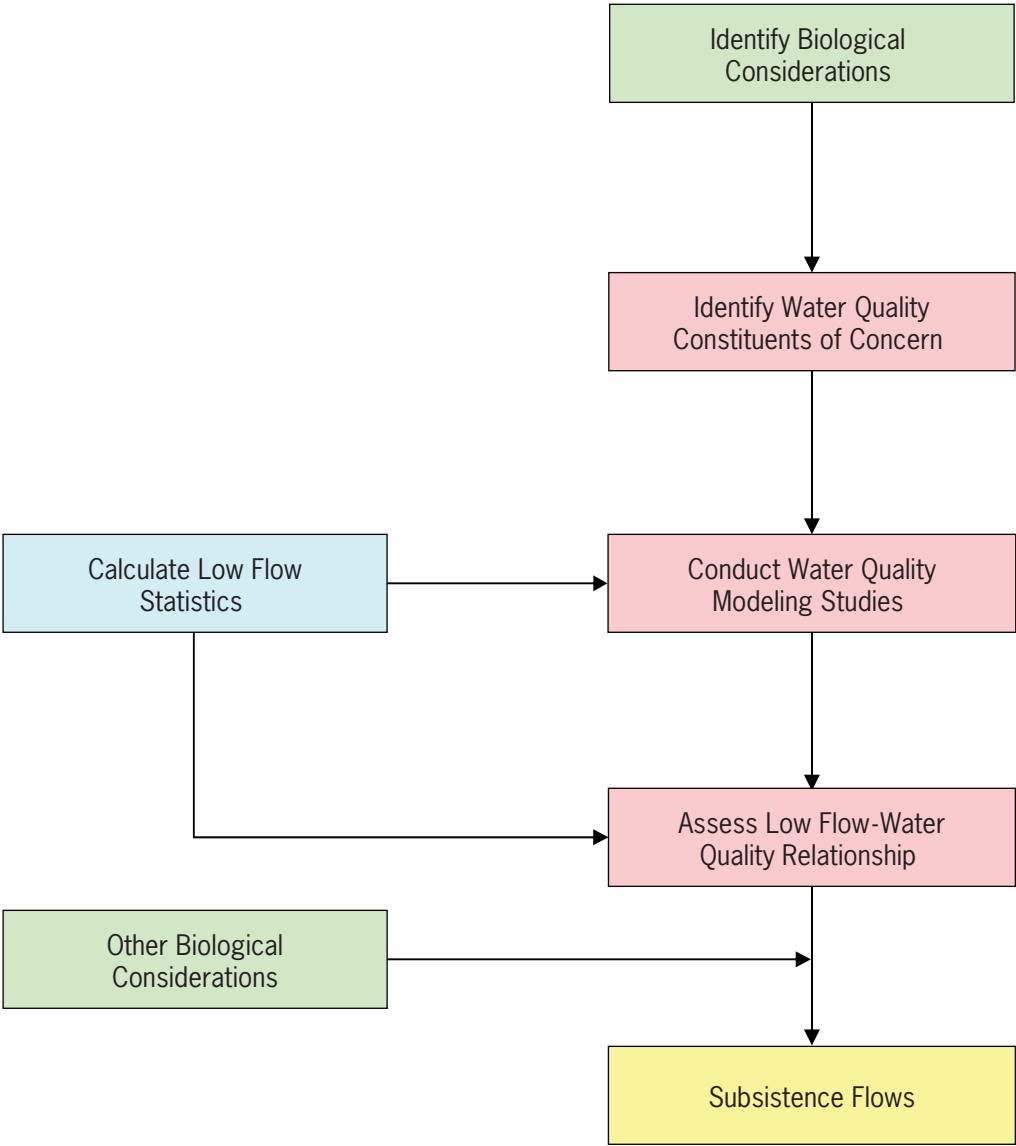 Identify Biological
Considerations
Identify Water Quality
Constituents of Concern
Calculate Low Flow
Statistics
Conduct Water Quality
Modeling Studies
Assess Low Flow-Water
Quality Relationship
Other Biological
Considerations
Subsistence Flows